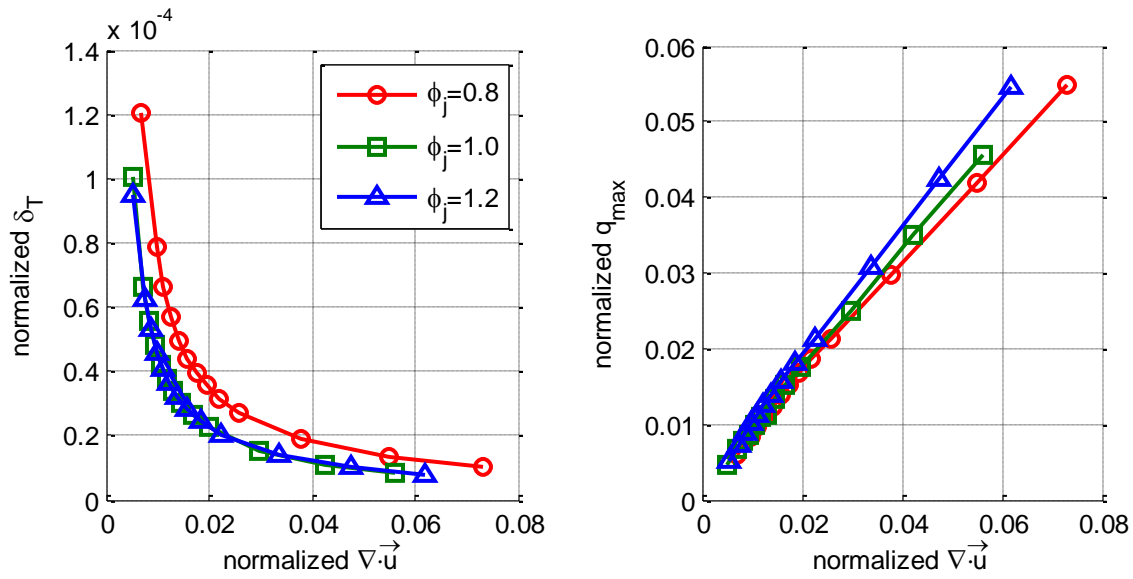 x 10⁻⁴
1.4
1.2
1
0.8
0.6
0.4
0.2
0
normalized δ_T
0 0.02 0.04 0.06 0.08
normalized ∇·u⃗
ϕ_j=0.8
ϕ_j=1.0
ϕ_j=1.2
0.06
0.05
0.04
0.03
0.02
0.01
0
normalized q_max
0 0.02 0.04 0.06 0.08
normalized ∇·u⃗